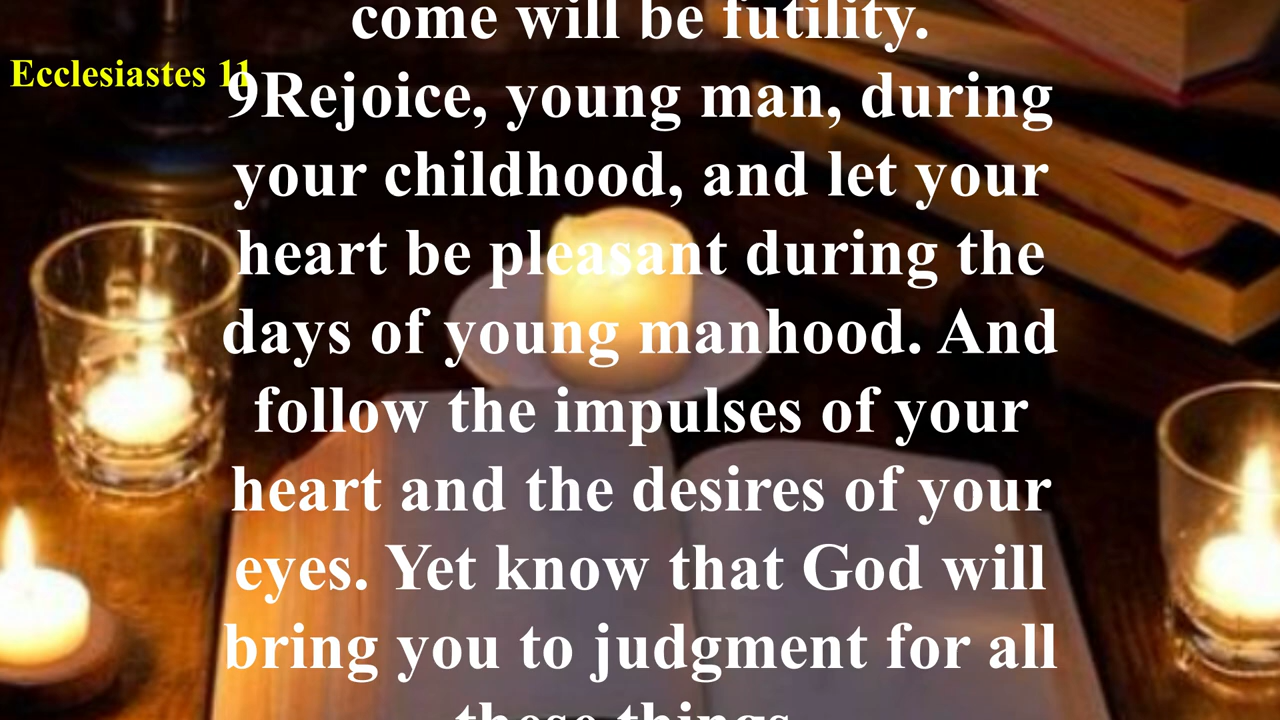 come will be futility.
Ecclesiastes 11
9Rejoice, young man, during
your childhood, and let your
heart be pleasant during the
days of young manhood. And
follow the impulses of your
heart and the desires of your
eyes. Yet know that God will
bring you to judgment for all
these things.